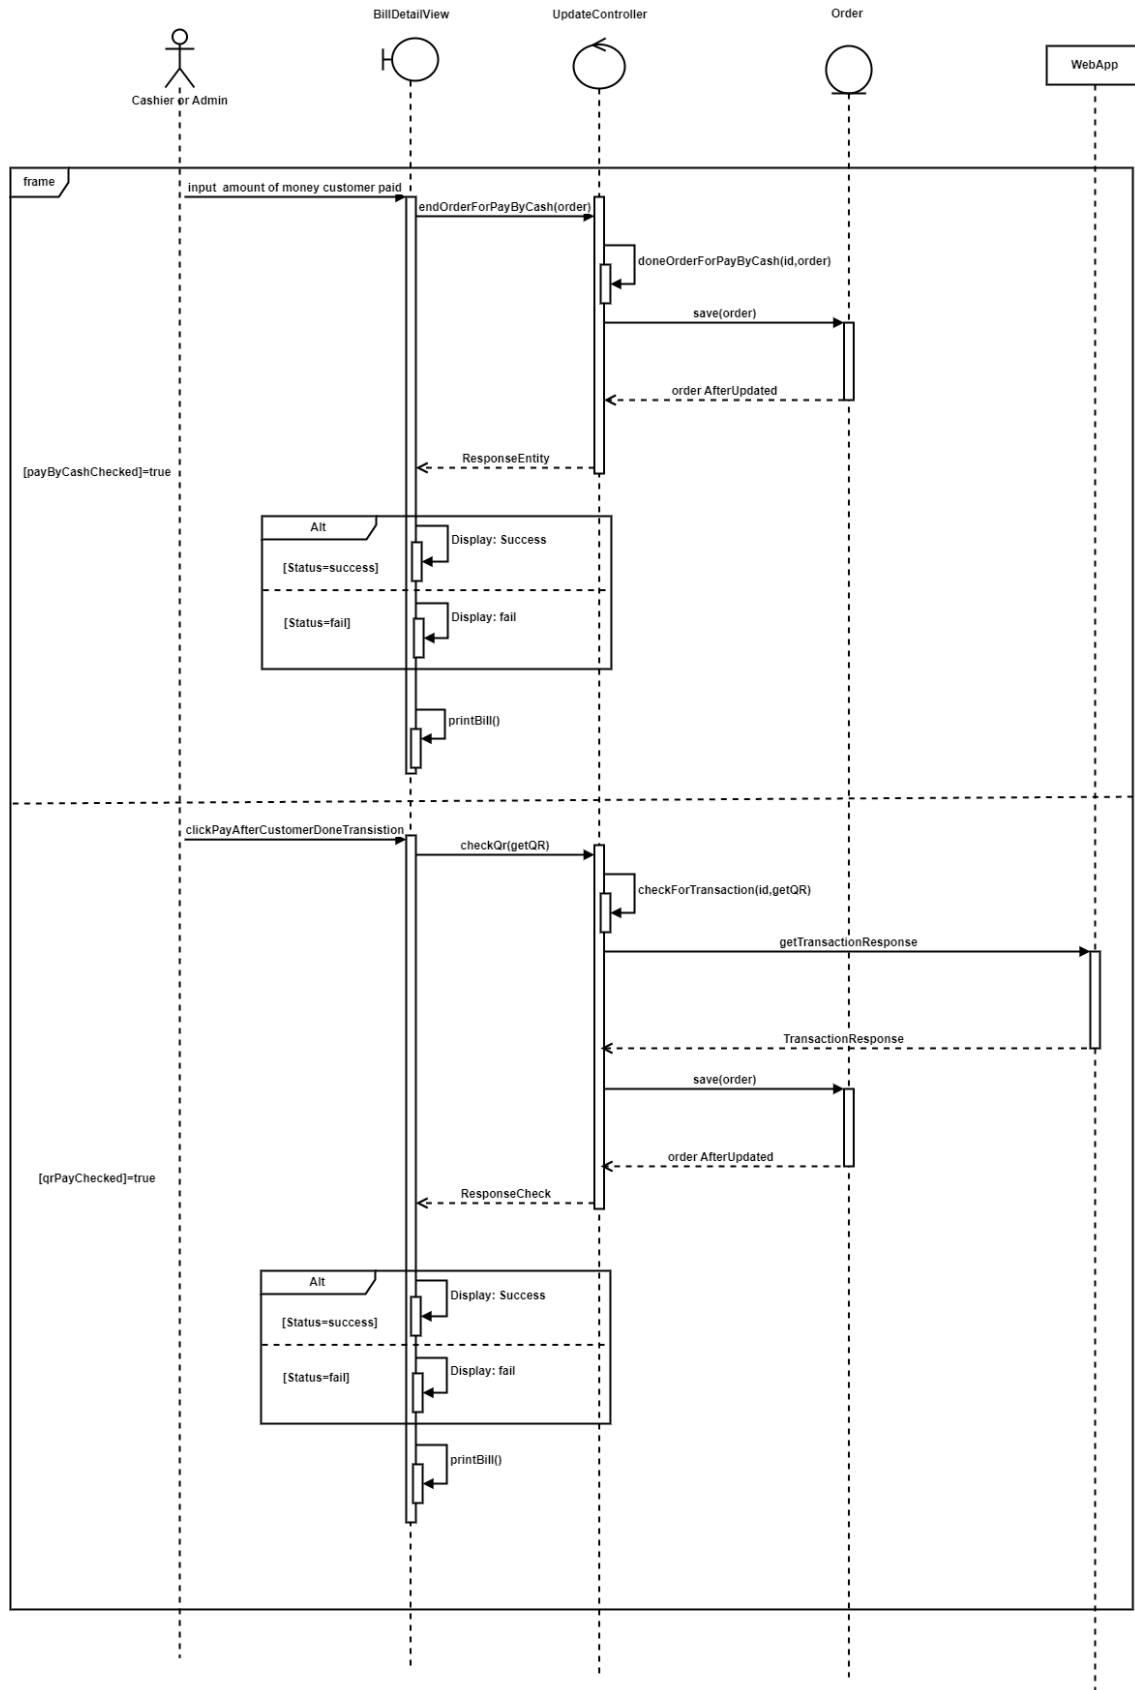 BillDetailView
UpdateController
Order
WebApp
Cashier or Admin
frame
input  amount of money customer paid
endOrderForPayByCash(order)
doneOrderForPayByCash(id,order)
save(order)
order AfterUpdated
ResponseEntity
[payByCashChecked]=true
Alt
Display: Success
[Status=success]
Display: fail
[Status=fail]
printBill()
clickPayAfterCustomerDoneTransistion
checkQr(getQR)
checkForTransaction(id,getQR)
getTransactionResponse
TransactionResponse
save(order)
order AfterUpdated
[qrPayChecked]=true
ResponseCheck
Alt
Display: Success
[Status=success]
Display: fail
[Status=fail]
printBill()